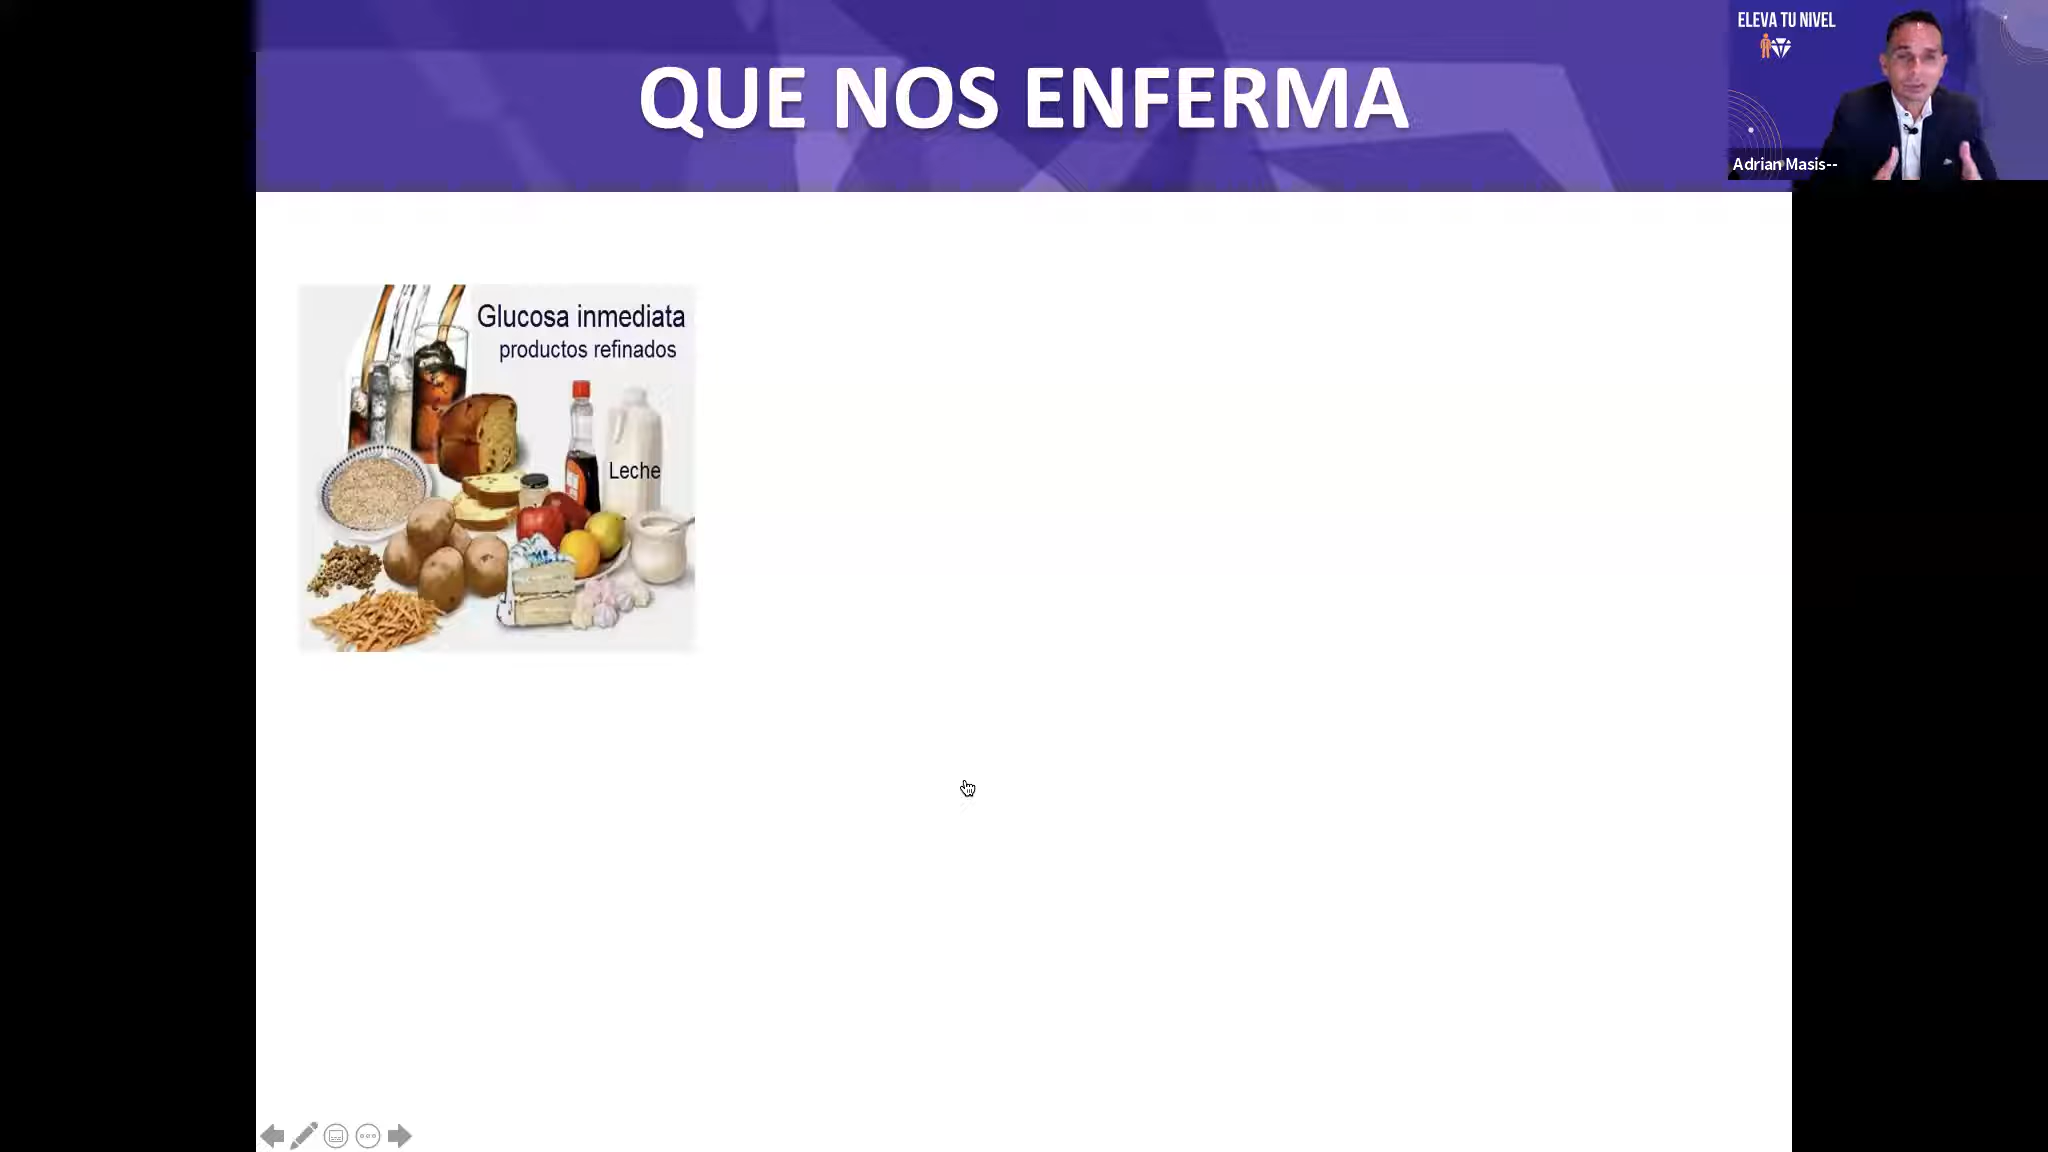 QUE NOS ENFERMA
ELEVA TU NIVEL
Adrian Masis--
Glucosa inmediata
productos refinados
Leche